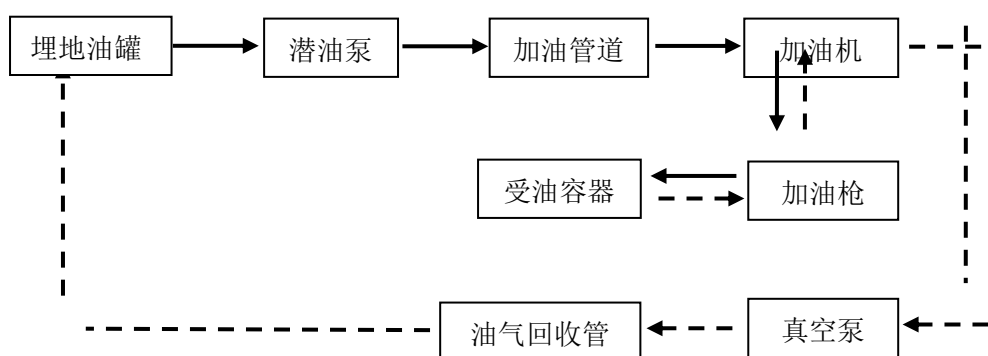 埋地油罐
潜油泵
加油管道
加油机
受油容器
加油枪
油气回收管
真空泵